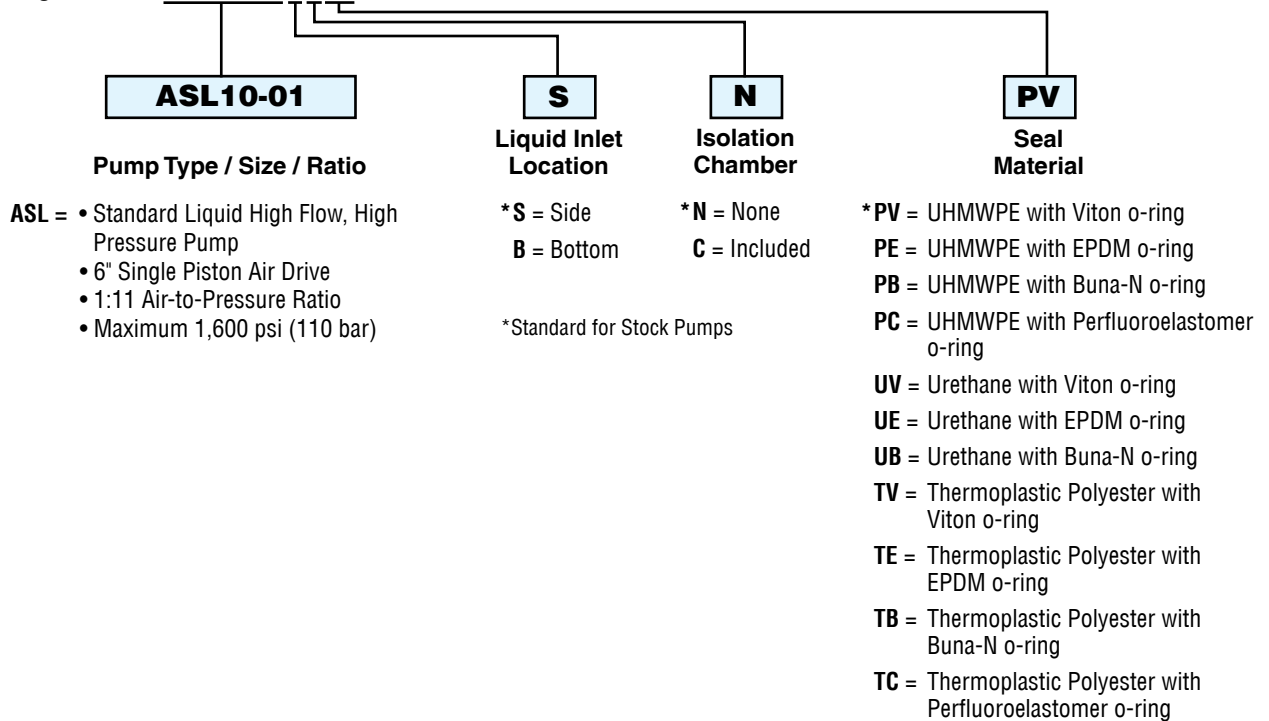 ASL10-01
S
N
PV
Pump Type / Size / Ratio
Liquid Inlet
Location
Isolation
Chamber
Seal
Material
ASL = • Standard Liquid High Flow, High
Pressure Pump
• 6" Single Piston Air Drive
• 1:11 Air-to-Pressure Ratio
• Maximum 1,600 psi (110 bar)
*S = Side
B = Bottom
*N = None
C = Included
*Standard for Stock Pumps
*PV = UHMWPE with Viton o-ring
PE = UHMWPE with EPDM o-ring
PB = UHMWPE with Buna-N o-ring
PC = UHMWPE with Perfluoroelastomer
o-ring
UV = Urethane with Viton o-ring
UE = Urethane with EPDM o-ring
UB = Urethane with Buna-N o-ring
TV = Thermoplastic Polyester with
Viton o-ring
TE = Thermoplastic Polyester with
EPDM o-ring
TB = Thermoplastic Polyester with
Buna-N o-ring
TC = Thermoplastic Polyester with
Perfluoroelastomer o-ring